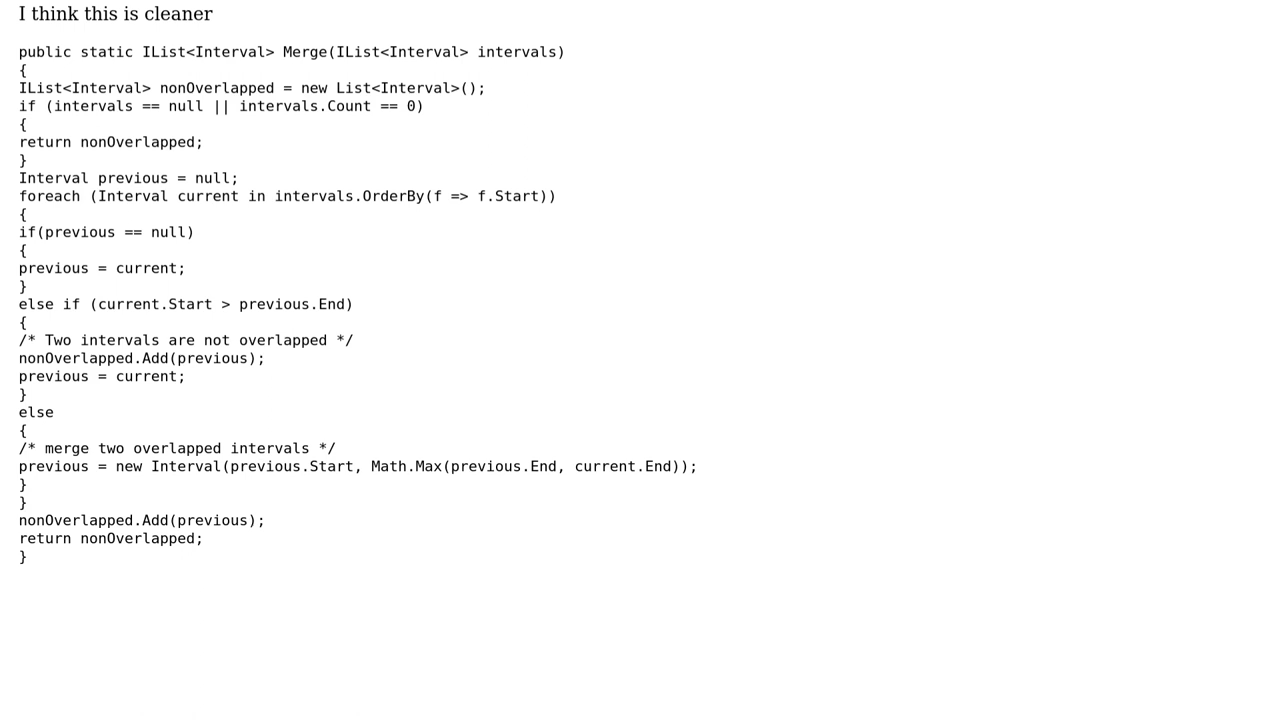 I think this is cleaner
public static IList<Interval> Merge(IList<Interval> intervals)
{
IList<Interval> nonOverlapped = new List<Interval>();
if (intervals == null || intervals.Count == 0)
{
return nonOverlapped;
}
Interval previous = null;
foreach (Interval current in intervals.OrderBy(f => f.Start))
{
if(previous == null)
{
previous = current;
}
else if (current.Start > previous.End)
{
/* Two intervals are not overlapped */
nonOverlapped.Add(previous);
previous = current;
}
else
{
/* merge two overlapped intervals */
previous = new Interval(previous.Start, Math.Max(previous.End, current.End));
}
}
nonOverlapped.Add(previous);
return nonOverlapped;
}